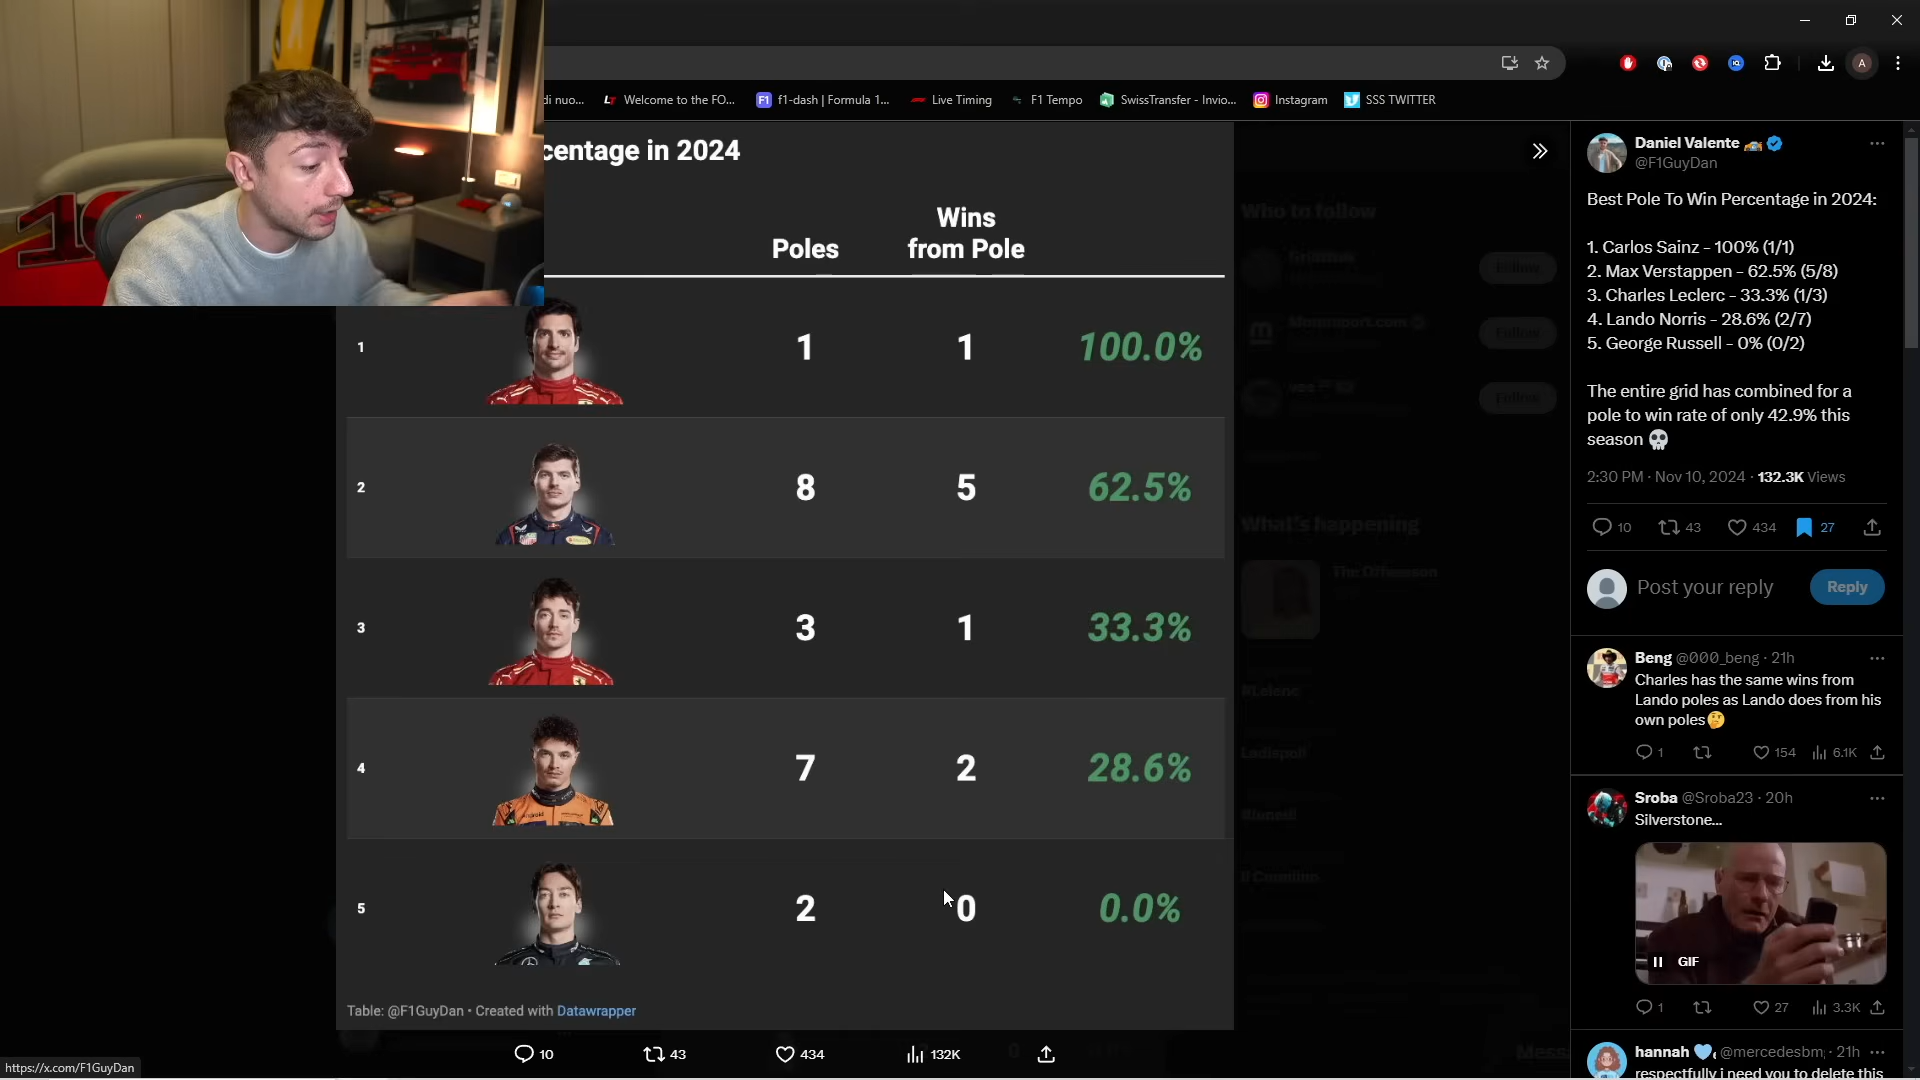 di nuo...
Welcome to the FO...
f1-dash | Formula 1...
Live Timing
F1 Tempo
SwissTransfer - Invio...
Instagram
SSS TWITTER
A
centage in 2024
Poles
Wins
from Pole
1
1
1
100.0%
2
8
5
62.5%
3
3
1
33.3%
4
7
2
28.6%
5
2
0
0.0%
Table: @F1GuyDan • Created with Datawrapper
10
43
434
132K
https://x.com/F1GuyDan
Who to follow
Follow
Follow
Follow
What's happening
Daniel Valente
@F1GuyDan
Best Pole To Win Percentage in 2024:
1. Carlos Sainz - 100% (1/1)
2. Max Verstappen - 62.5% (5/8)
3. Charles Leclerc - 33.3% (1/3)
4. Lando Norris - 28.6% (2/7)
5. George Russell - 0% (0/2)
The entire grid has combined for a
pole to win rate of only 42.9% this
season 💀
2:30 PM · Nov 10, 2024 · 132.3K Views
10
43
434
27
Post your reply
Reply
Beng @000_beng · 21h
Charles has the same wins from
Lando poles as Lando does from his
own poles🤔
1
154
6.1K
Sroba @Sroba23 · 20h
Silverstone...
GIF
1
27
3.3K
hannah 🩵 @mercedesbm · 21h
respectfully i need you to delete this